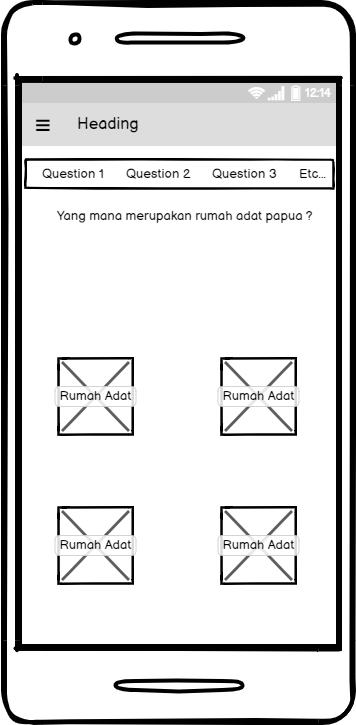 12:14
Heading
Question 1 Question 2 Question 3 Etc...
Yang mana merupakan rumah adat papua ?
Rumah Adat Rumah Adat
Rumah Adat Rumah Adat